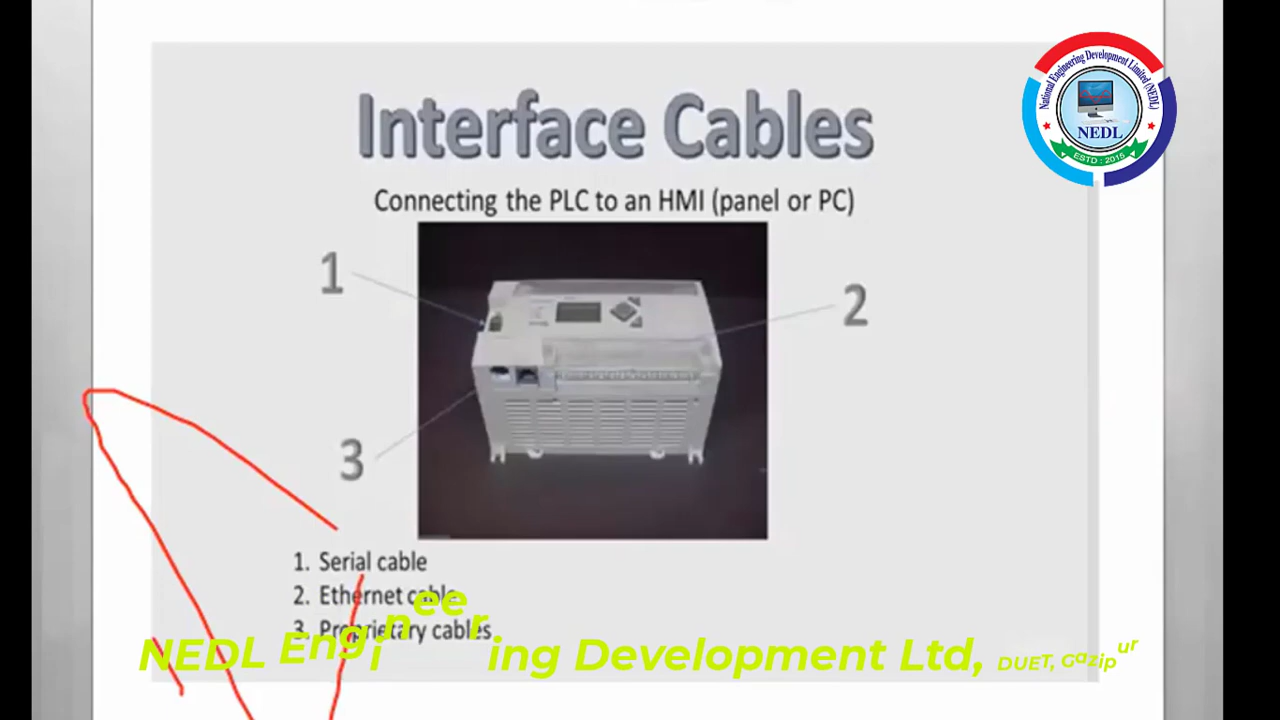 Interface Cables
National Engineering Development Limited (NEDL)
NEDL
ESTD : 2015
Connecting the PLC to an HMI (panel or PC)
1
2
3
1. Serial cable
2. Ethernet cable
3. Proprietary cables
NEDL Engineering Development Ltd, DUET, Gazipur